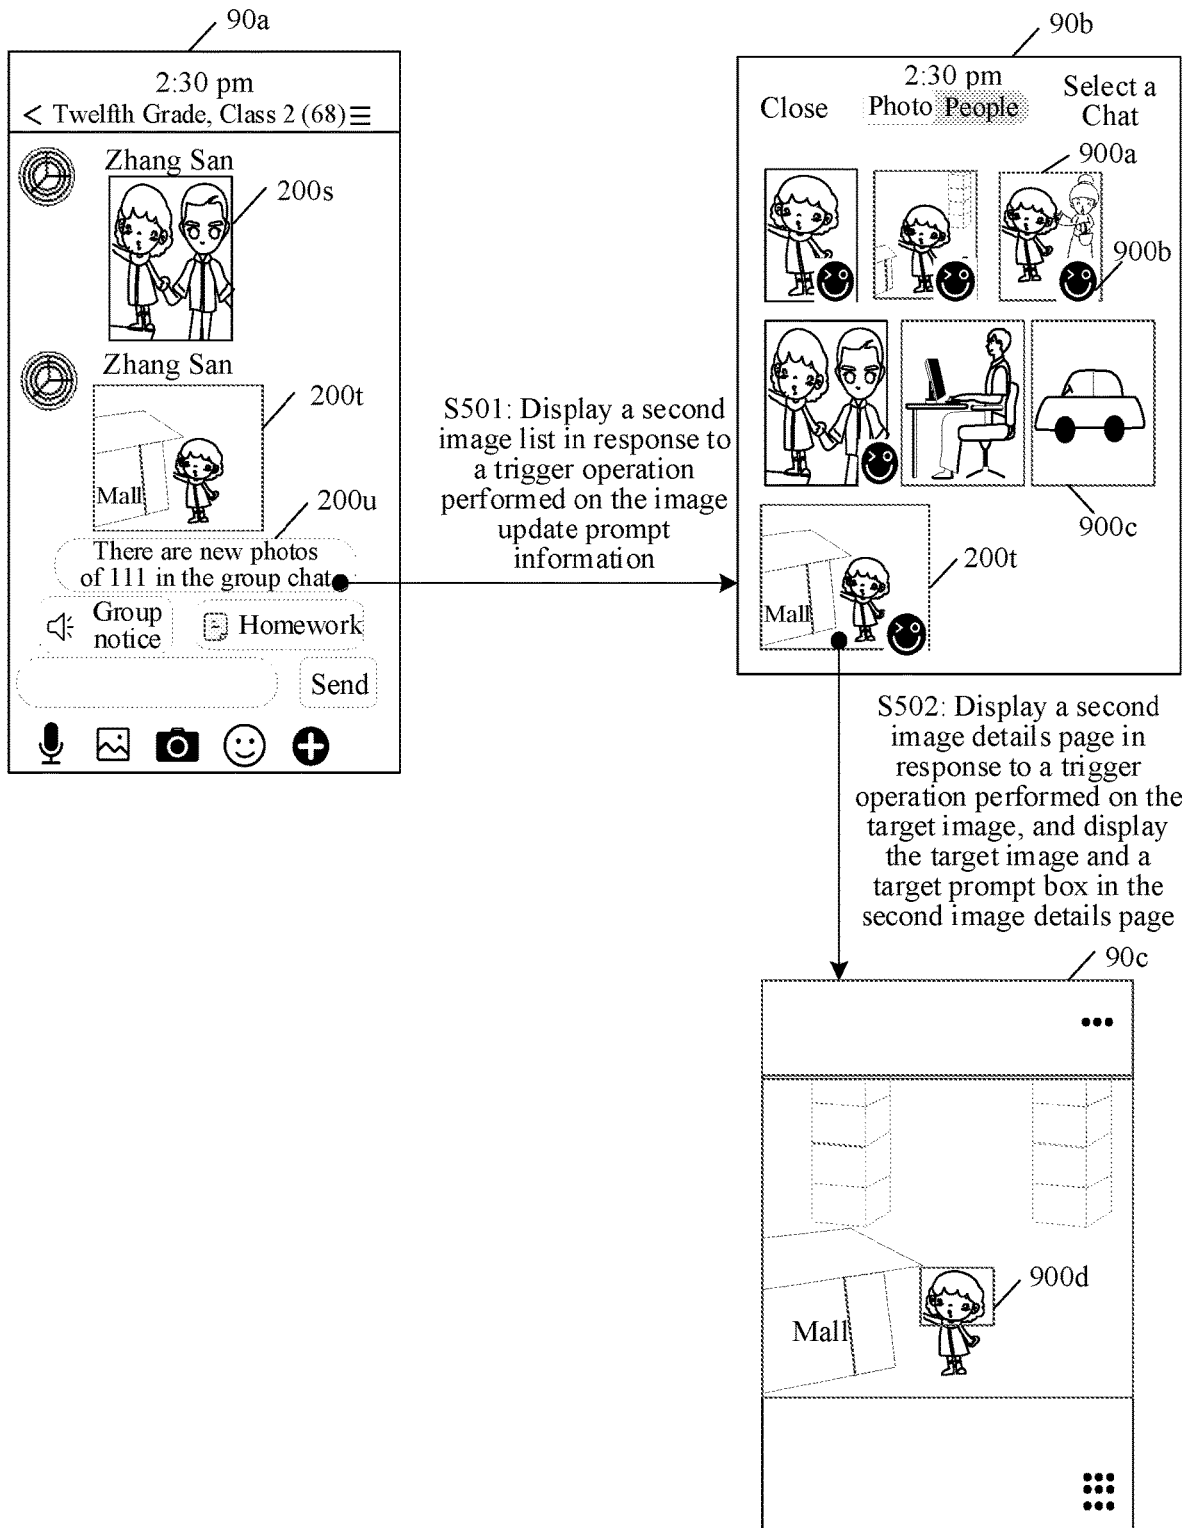 90a
2:30 pm
< Twelfth Grade, Class 2 (68)
Zhang San
200s
Zhang San
200t
Mall
200u
There are new photos
of 111 in the group chat
Group
notice
Homework
Send
S501: Display a second
image list in response to
a trigger operation
performed on the image
update prompt
information
90b
2:30 pm
Close
Photo People
Select a
Chat
900a
900b
900c
200t
Mall
S502: Display a second
image details page in
response to a trigger
operation performed on the
target image, and display
the target image and a
target prompt box in the
second image details page
90c
900d
Mall